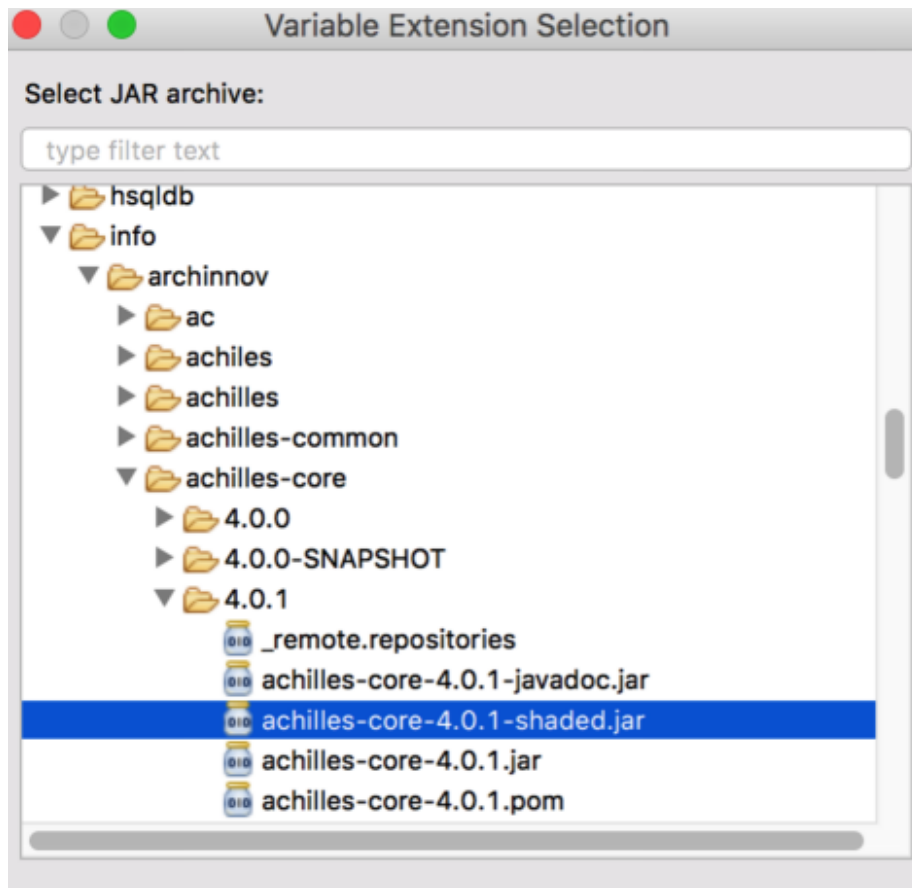 Variable Extension Selection
Select JAR archive:
type filter text
hsqldb
info
archinnov
ac
achiles
achilles
achilles-common
achilles-core
4.0.0
4.0.0-SNAPSHOT
4.0.1
_remote.repositories
achilles-core-4.0.1-javadoc.jar
achilles-core-4.0.1-shaded.jar
achilles-core-4.0.1.jar
achilles-core-4.0.1.pom